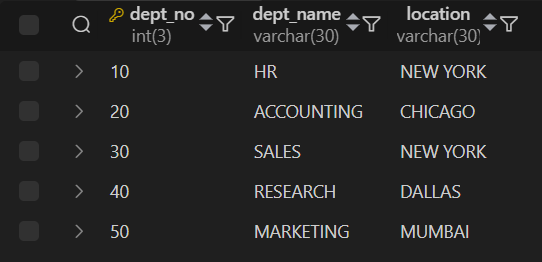 dept_no dept_name location
int(3) varchar(30) varchar(30)
10 HR NEW YORK
20 ACCOUNTING CHICAGO
30 SALES NEW YORK
40 RESEARCH DALLAS
50 MARKETING MUMBAI